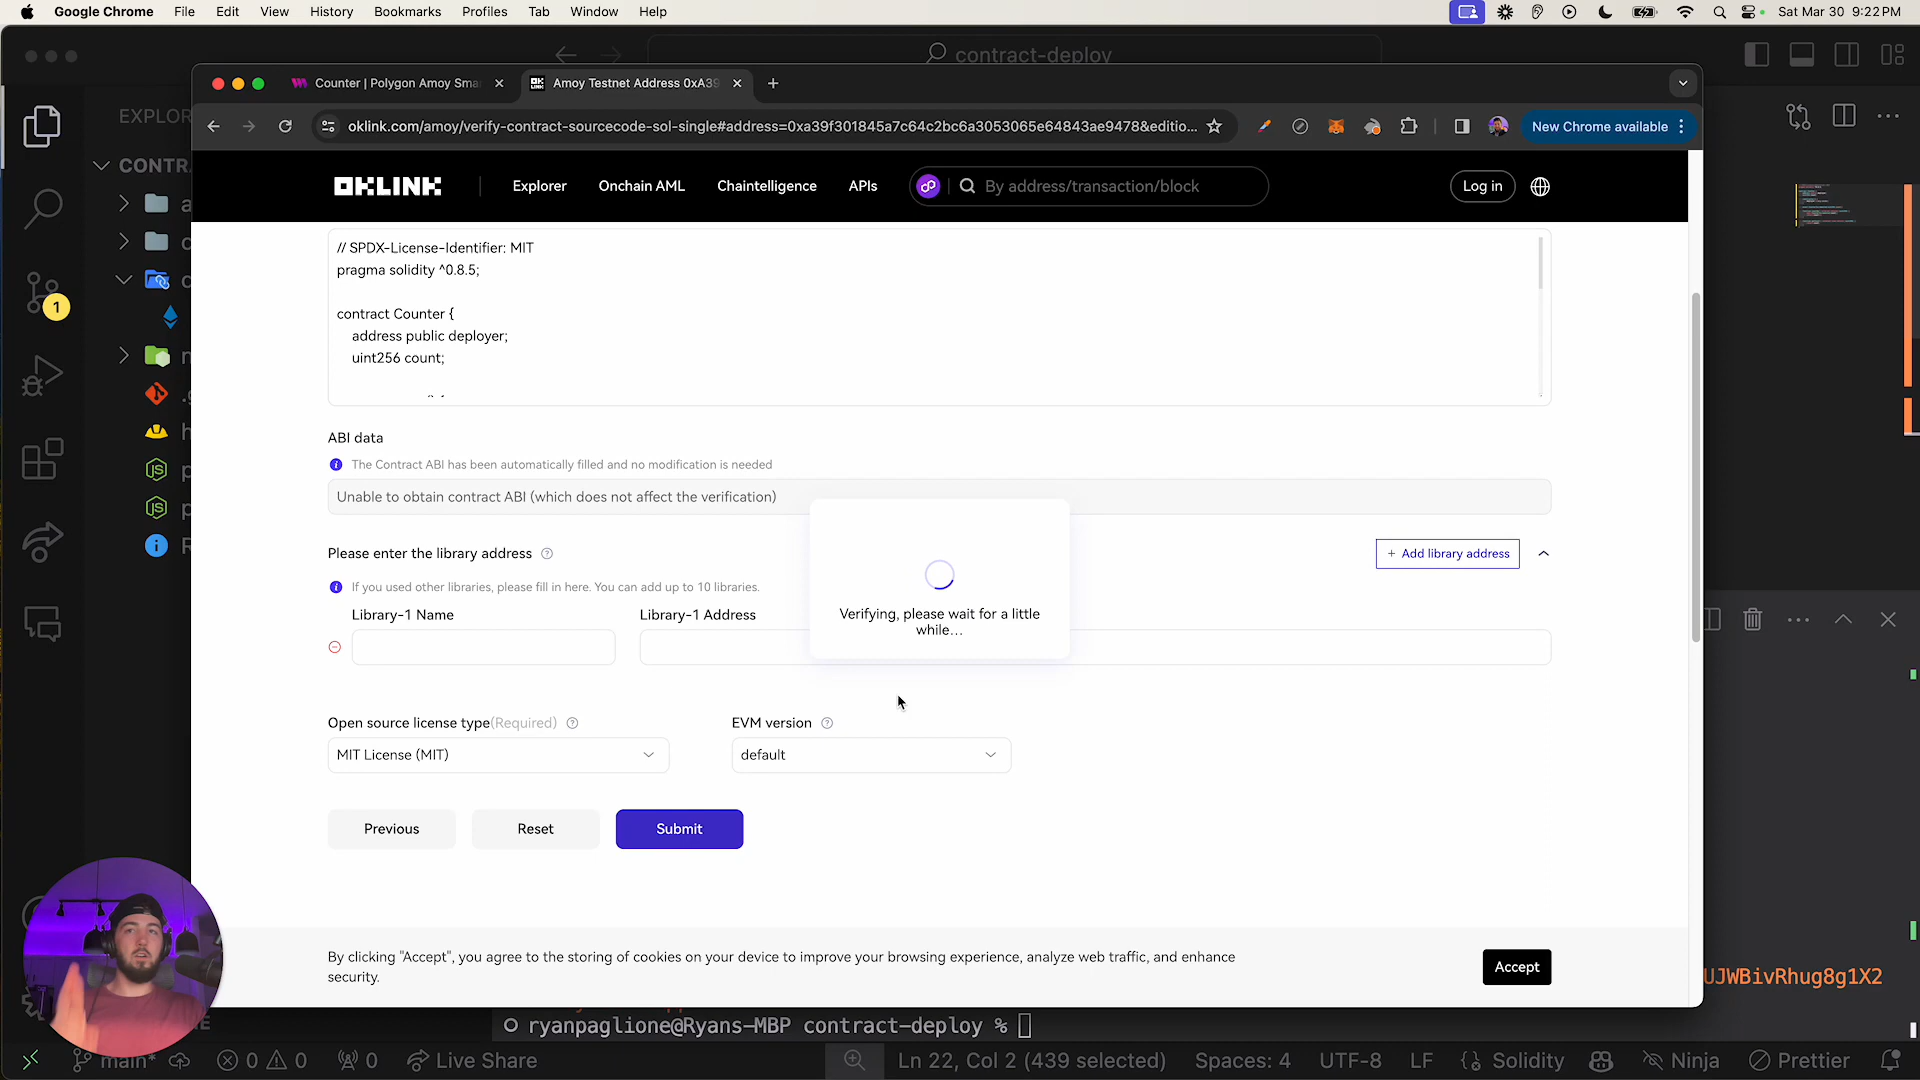 Google Chrome File Edit View History Bookmarks Profiles Tab Window Help
Sat Mar 30 9:22 PM
contract-deploy
Counter | Polygon Amoy Sma
Amoy Testnet Address 0xA39
oklink.com/amoy/verify-contract-sourcecode-sol-single#address=0xa39f301845a7c64c2bc6a3053065e64843ae9478&editio...
New Chrome available
EXPLOR
CONTR
1
OKLINK
Explorer
Onchain AML
Chaintelligence
APIs
By address/transaction/block
Log in
// SPDX-License-Identifier: MIT
pragma solidity ^0.8.5;
contract Counter {
address public deployer;
uint256 count;
ABI data
The Contract ABI has been automatically filled and no modification is needed
Unable to obtain contract ABI (which does not affect the verification)
Please enter the library address
+ Add library address
If you used other libraries, please fill in here. You can add up to 10 libraries.
Library-1 Name
Library-1 Address
Verifying, please wait for a little
while...
Open source license type(Required)
EVM version
MIT License (MIT)
default
Previous
Reset
Submit
By clicking "Accept", you agree to the storing of cookies on your device to improve your browsing experience, analyze web traffic, and enhance
security.
Accept
UJWBivRhug8g1X2
ryanpaglione@Ryans-MBP contract-deploy %
main* 0 0 0 Live Share
Ln 22, Col 2 (439 selected) Spaces: 4 UTF-8 LF Solidity Ninja Prettier